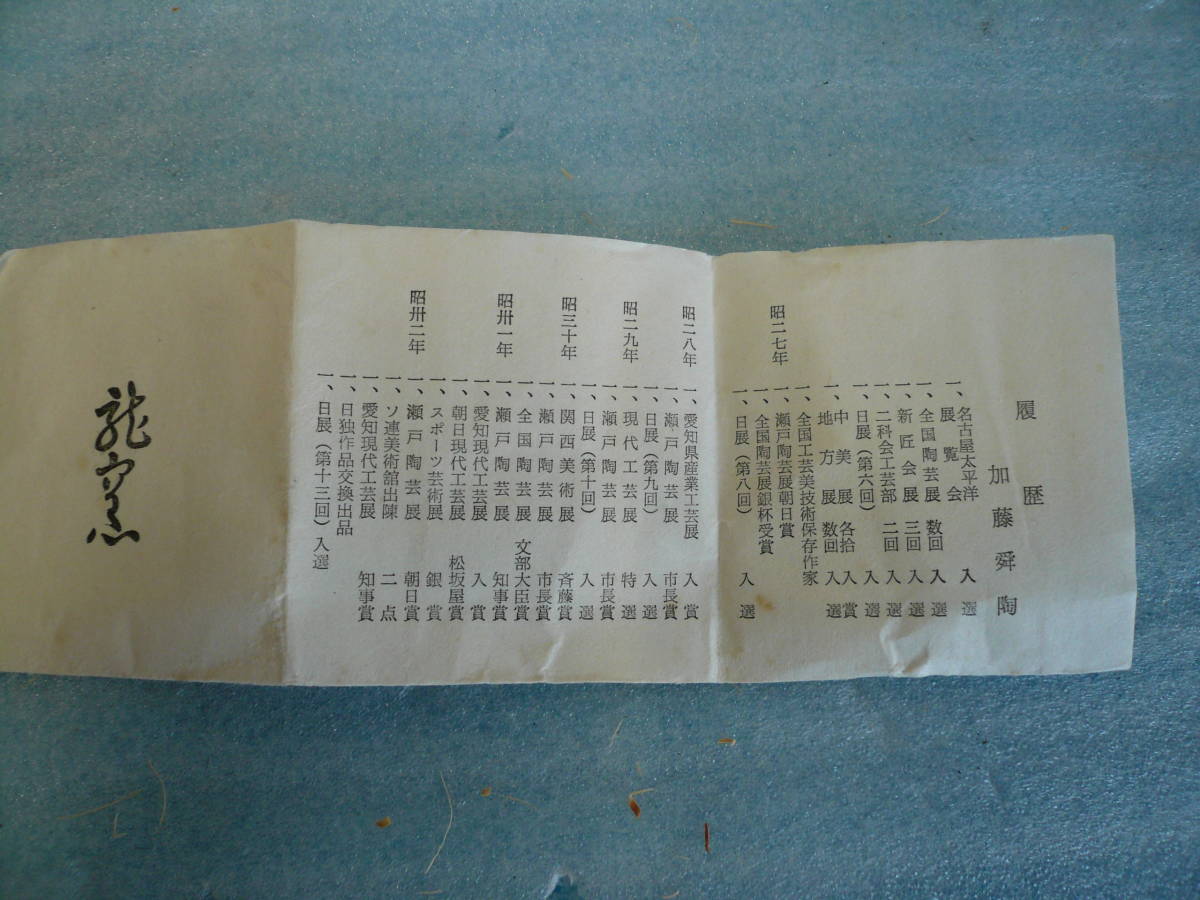 履歴
加藤舜陶
一、名古屋太平洋展覧会 入選
一、全国陶芸展 数回 入選
一、新匠会展 三回 入選
一、二科会工芸部 二回 入選
一、日展(第六回) 入選
一、中美展 各拾 入賞
一、地方展 数回 入選
昭二七年 一、全国工芸美技術保存作家
一、瀬戸陶芸展朝日賞
一、全国陶芸展銀杯受賞
一、日展(第八回) 入選
昭二八年 一、愛知県産業工芸展 入賞
一、瀬戸陶芸展 市長賞
一、日展(第九回) 入選
昭二九年 一、現代工芸展 特選
一、瀬戸陶芸展 市長賞
一、日展(第十回) 入選
昭三十年 一、関西美術展 斉藤賞
一、瀬戸陶芸展 市長賞
一、全国陶芸展 文部大臣賞
昭卅一年 一、瀬戸陶芸展 知事賞
一、愛知現代工芸展 入賞
一、朝日現代工芸展 松坂屋賞
一、スポーツ芸術展 銀賞
昭卅二年 一、瀬戸陶芸展 朝日賞
一、ソ連美術舘出陳 二点
一、愛知現代工芸展 知事賞
一、日独作品交換出品
一、日展(第十三回) 入選
龍窯